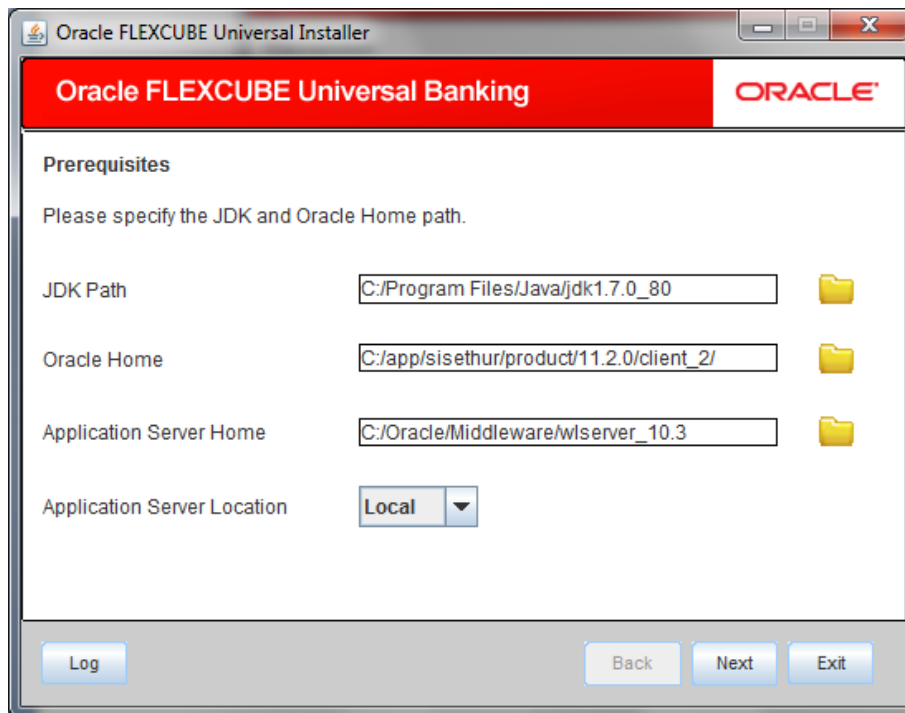 Oracle FLEXCUBE Universal Installer
Oracle FLEXCUBE Universal Banking
ORACLE
Prerequisites
Please specify the JDK and Oracle Home path.
JDK Path C:/Program Files/Java/jdk1.7.0_80
Oracle Home C:/app/sisethur/product/11.2.0/client_2/
Application Server Home C:/Oracle/Middleware/wlserver_10.3
Application Server Location Local
Log Back Next Exit